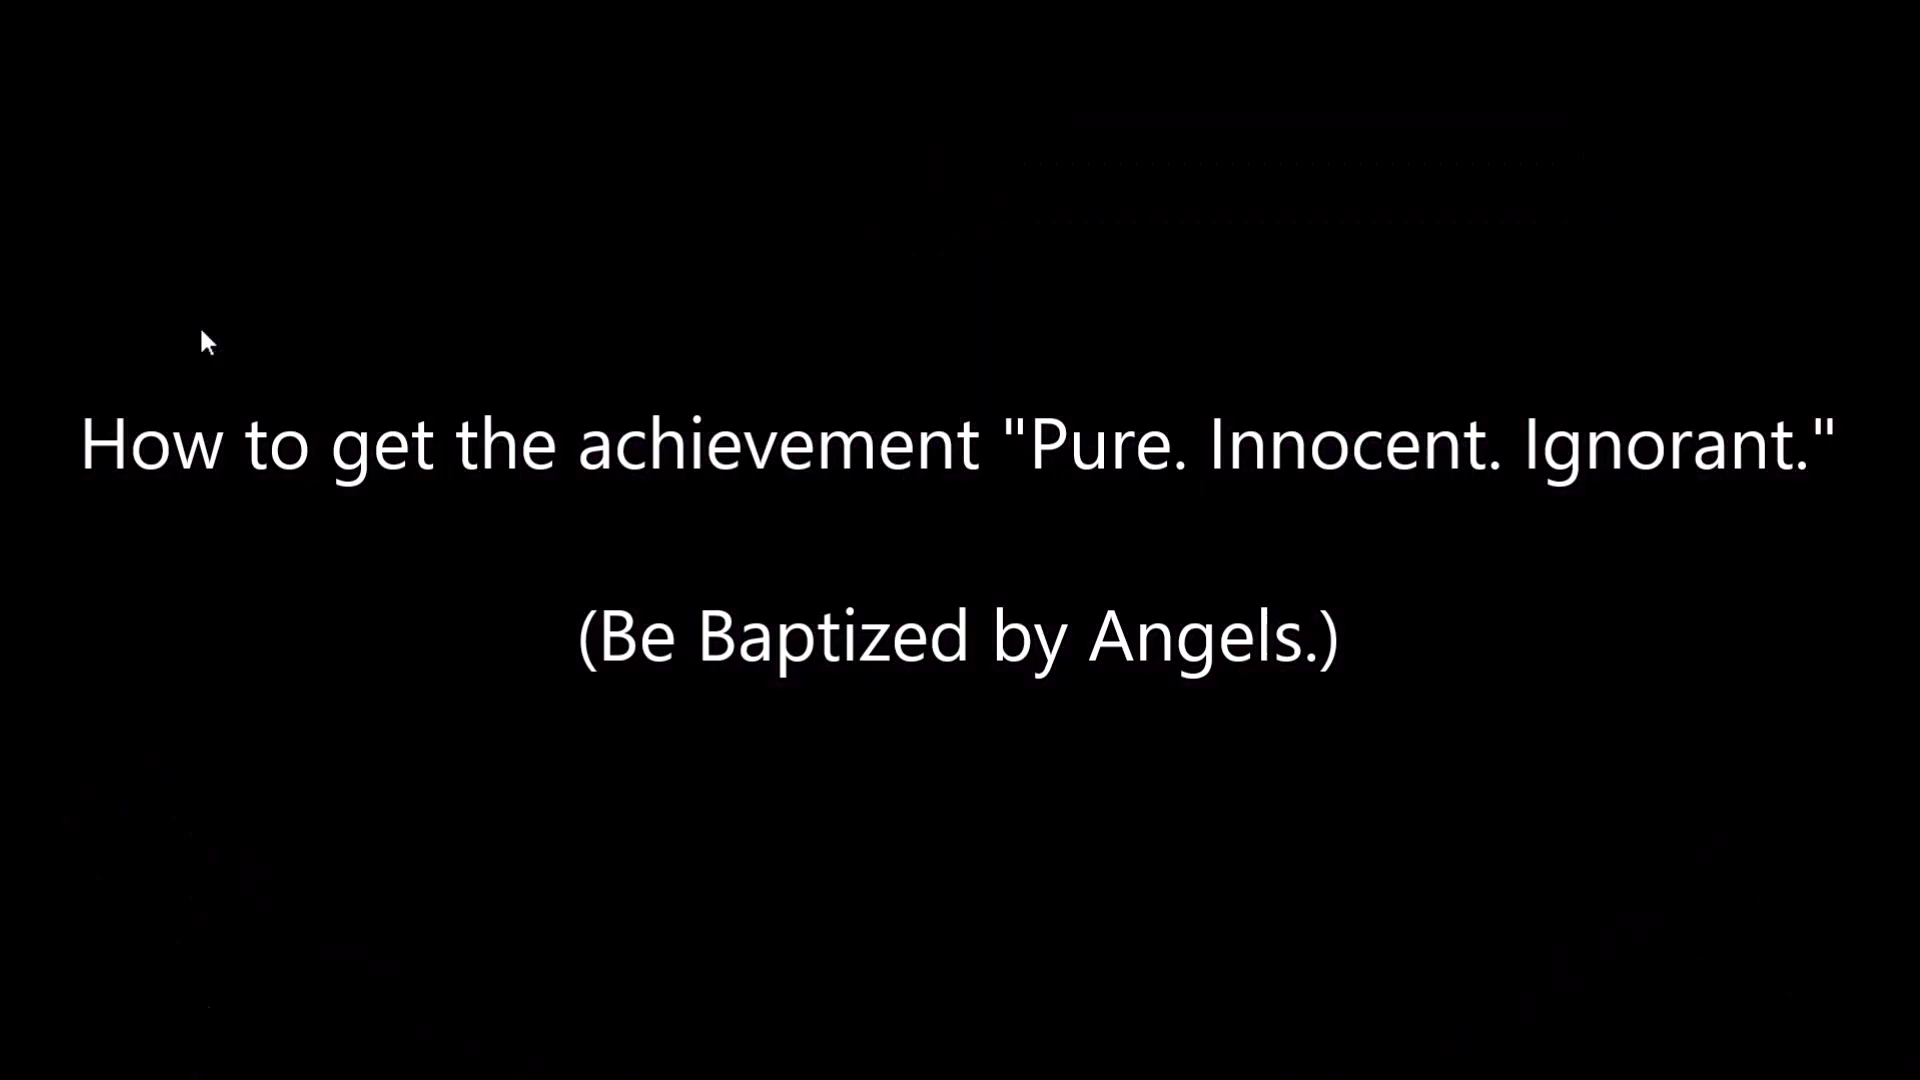 How to get the achievement "Pure. Innocent. Ignorant."
(Be Baptized by Angels.)